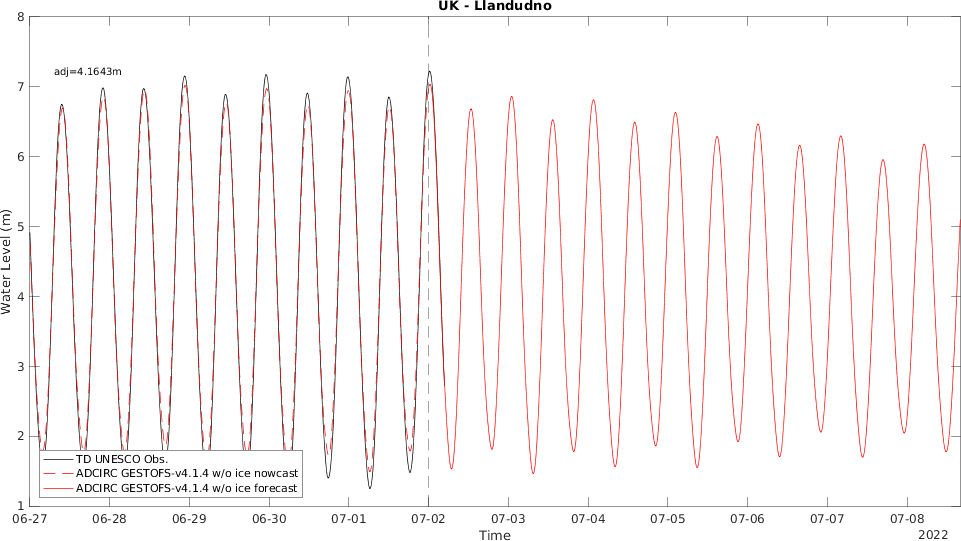 UK - Llandudno
8
adj=4.1643m
7
6
5
4
3
2
1
Water Level (m)
TD UNESCO Obs.
ADCIRC GESTOFS-v4.1.4 w/o ice nowcast
ADCIRC GESTOFS-v4.1.4 w/o ice forecast
06-27 06-28 06-29 06-30 07-01 07-02 07-03 07-04 07-05 07-06 07-07 07-08
Time
2022